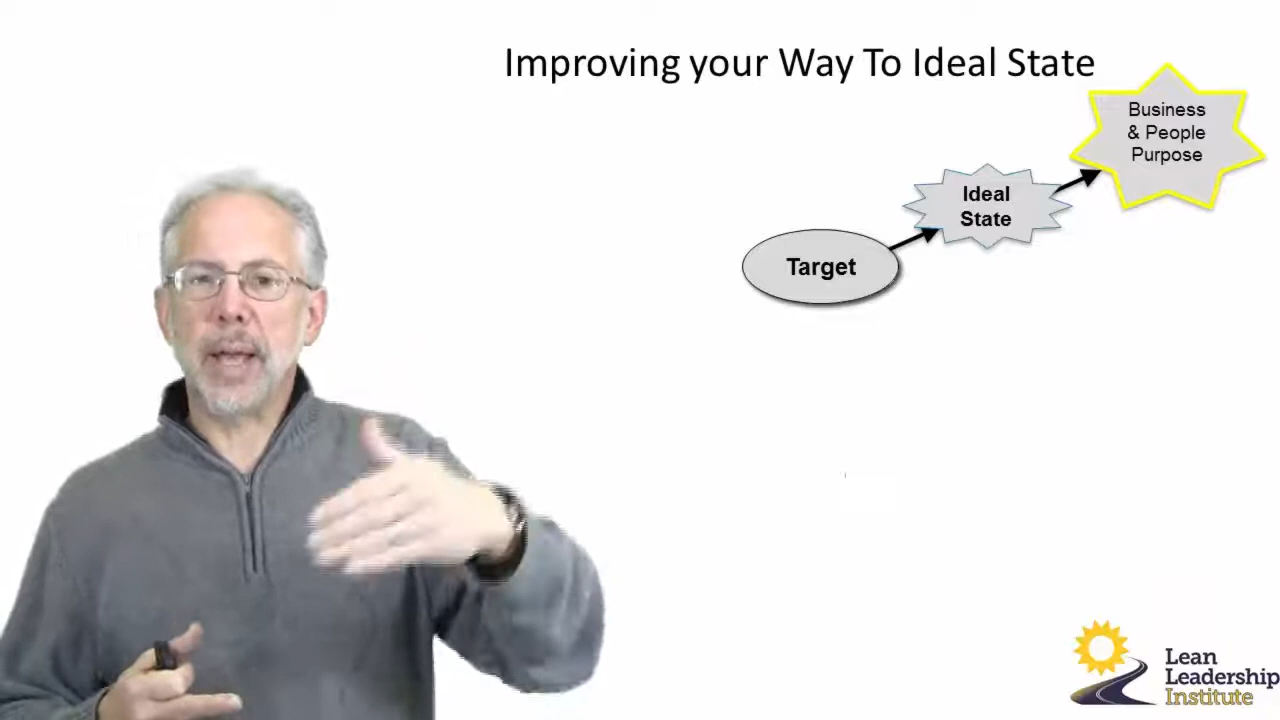 Improving your Way To Ideal State
Business
& People
Purpose
Ideal
State
Target
Lean
Leadership
Institute